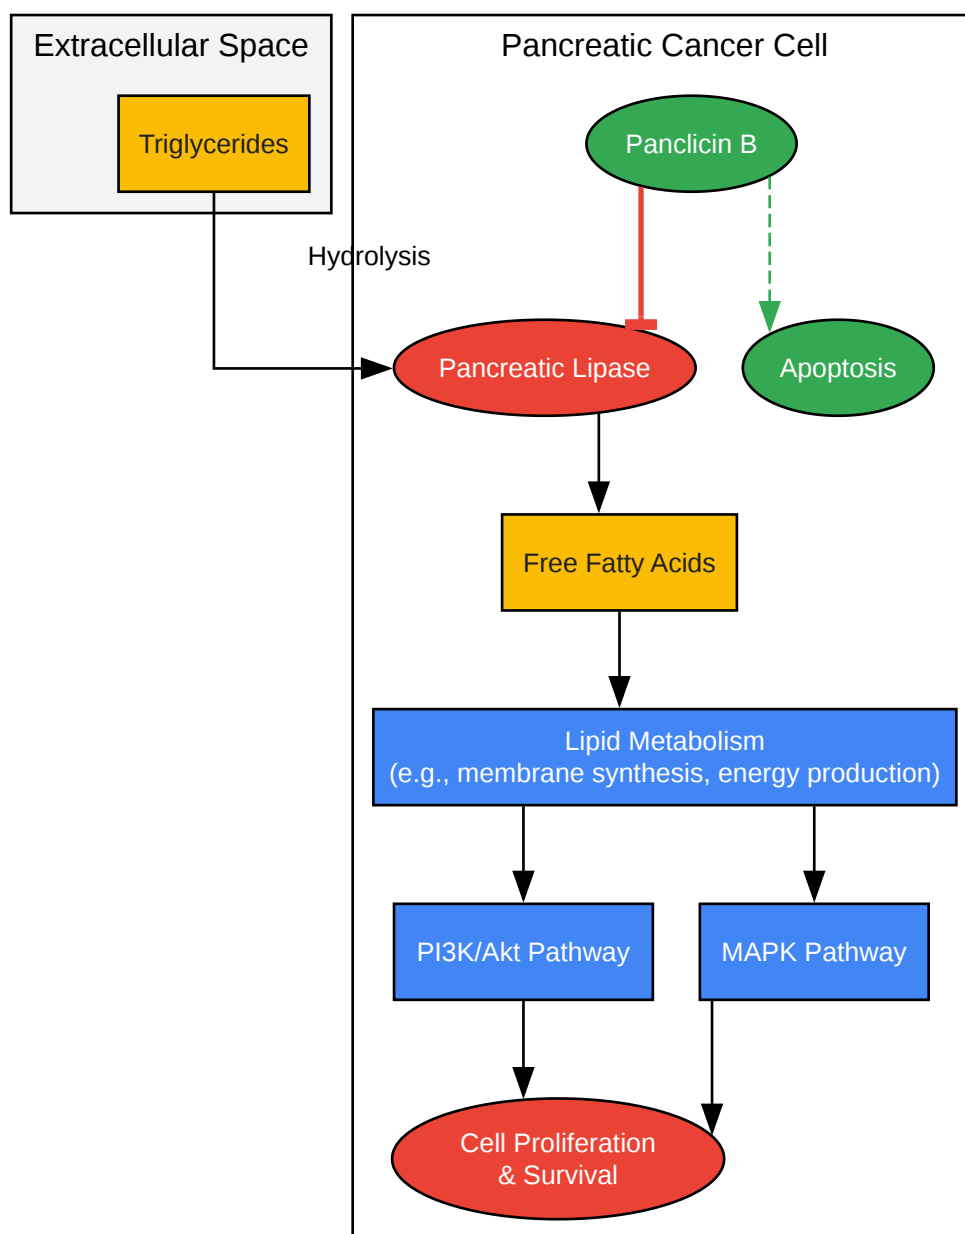 Extracellular Space
Pancreatic Cancer Cell
Triglycerides
Panclicin B
Hydrolysis
Pancreatic Lipase
Apoptosis
Free Fatty Acids
Lipid Metabolism
(e.g., membrane synthesis, energy production)
PI3K/Akt Pathway
MAPK Pathway
Cell Proliferation
& Survival